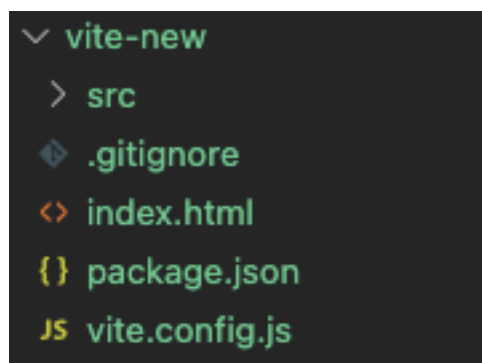 vite-new
src
.gitignore
index.html
{} package.json
JS vite.config.js